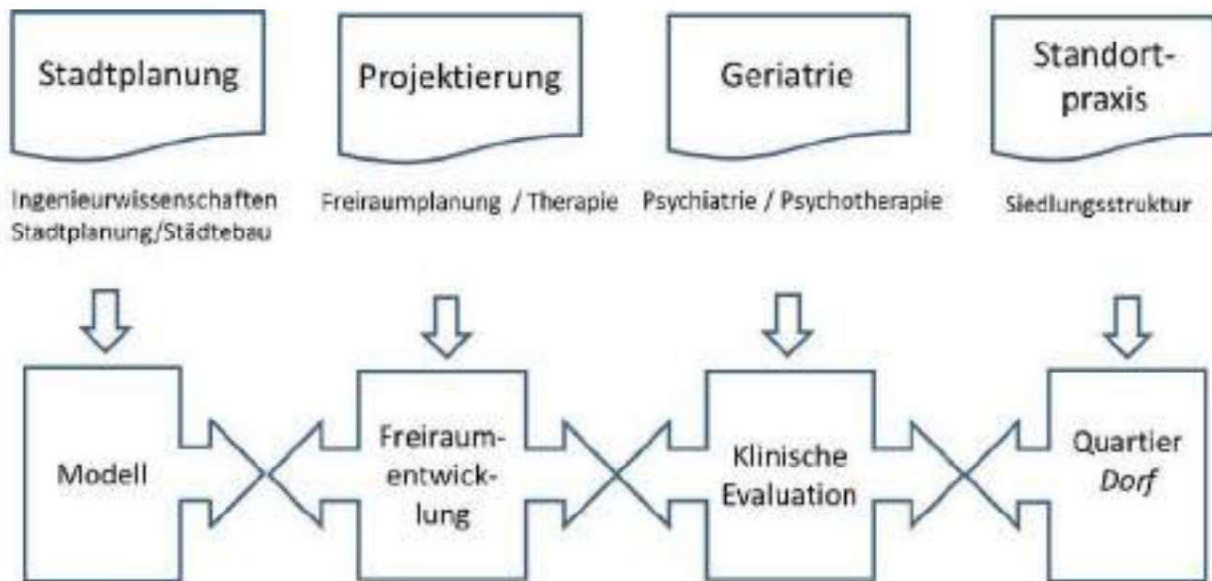 Stadtplanung
Projektierung
Geriatrie
Standort-
praxis
Ingenieurwissenschaften
Stadtplanung/Städtebau
Freiraumplanung / Therapie
Psychiatrie / Psychotherapie
Siedlungsstruktur
Modell
Freiraum-
entwick-
lung
Klinische
Evaluation
Quartier
Dorf